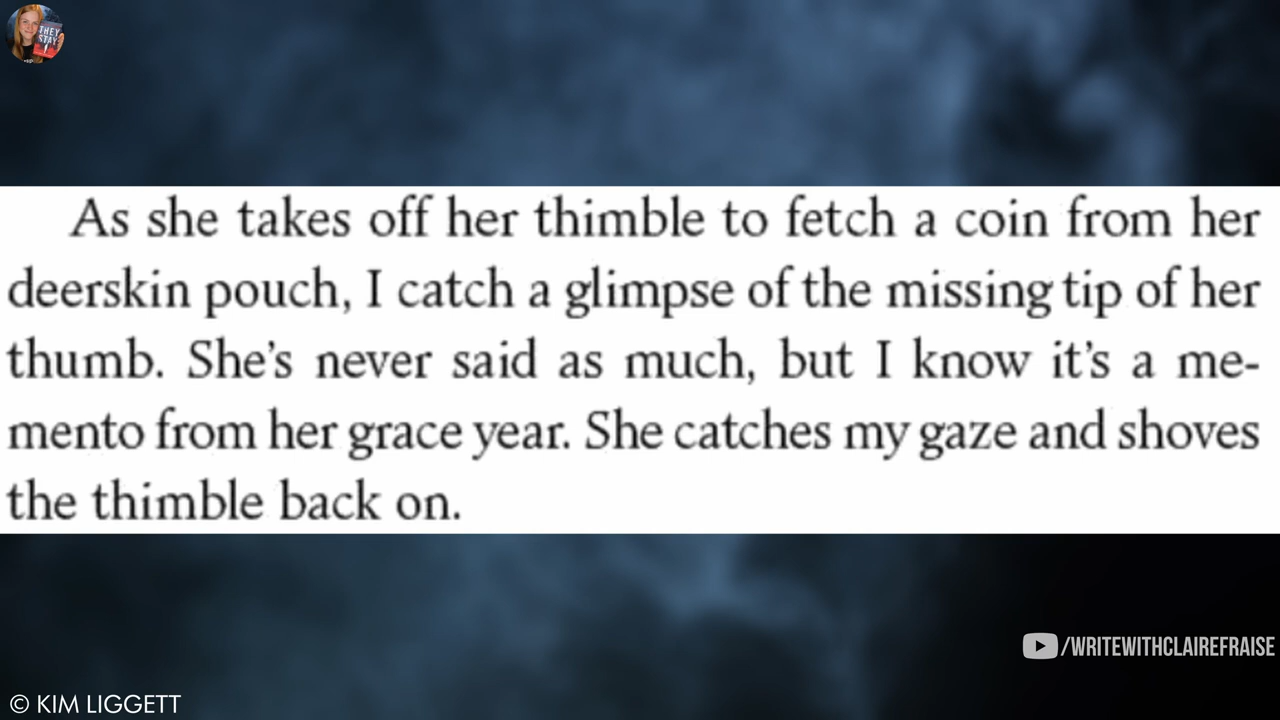 THEY
STAY
As she takes off her thimble to fetch a coin from her
deerskin pouch, I catch a glimpse of the missing tip of her
thumb. She's never said as much, but I know it's a me-
mento from her grace year. She catches my gaze and shoves
the thimble back on.
/WRITEWITHCLAIREFRAISE
© KIM LIGGETT